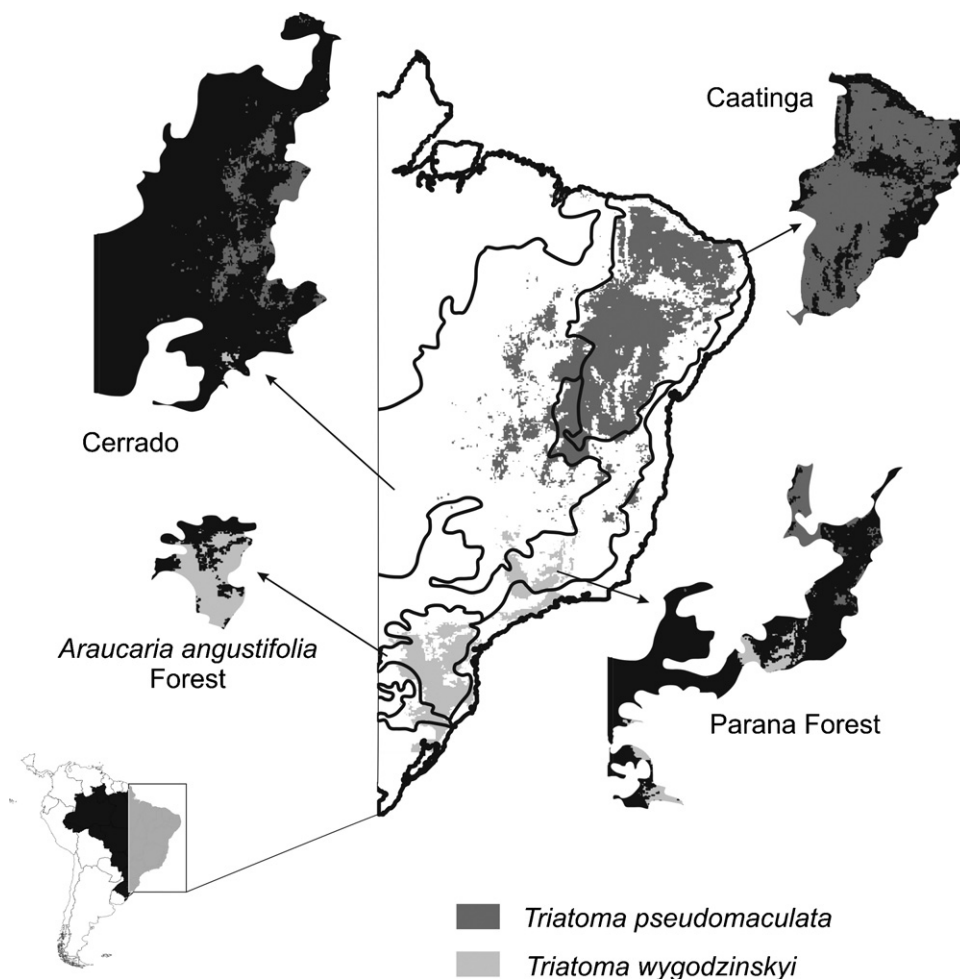 Caatinga
Cerrado
Araucaria angustifolia
Forest
Parana Forest
Triatoma pseudomaculata
Triatoma wygodzinskyi